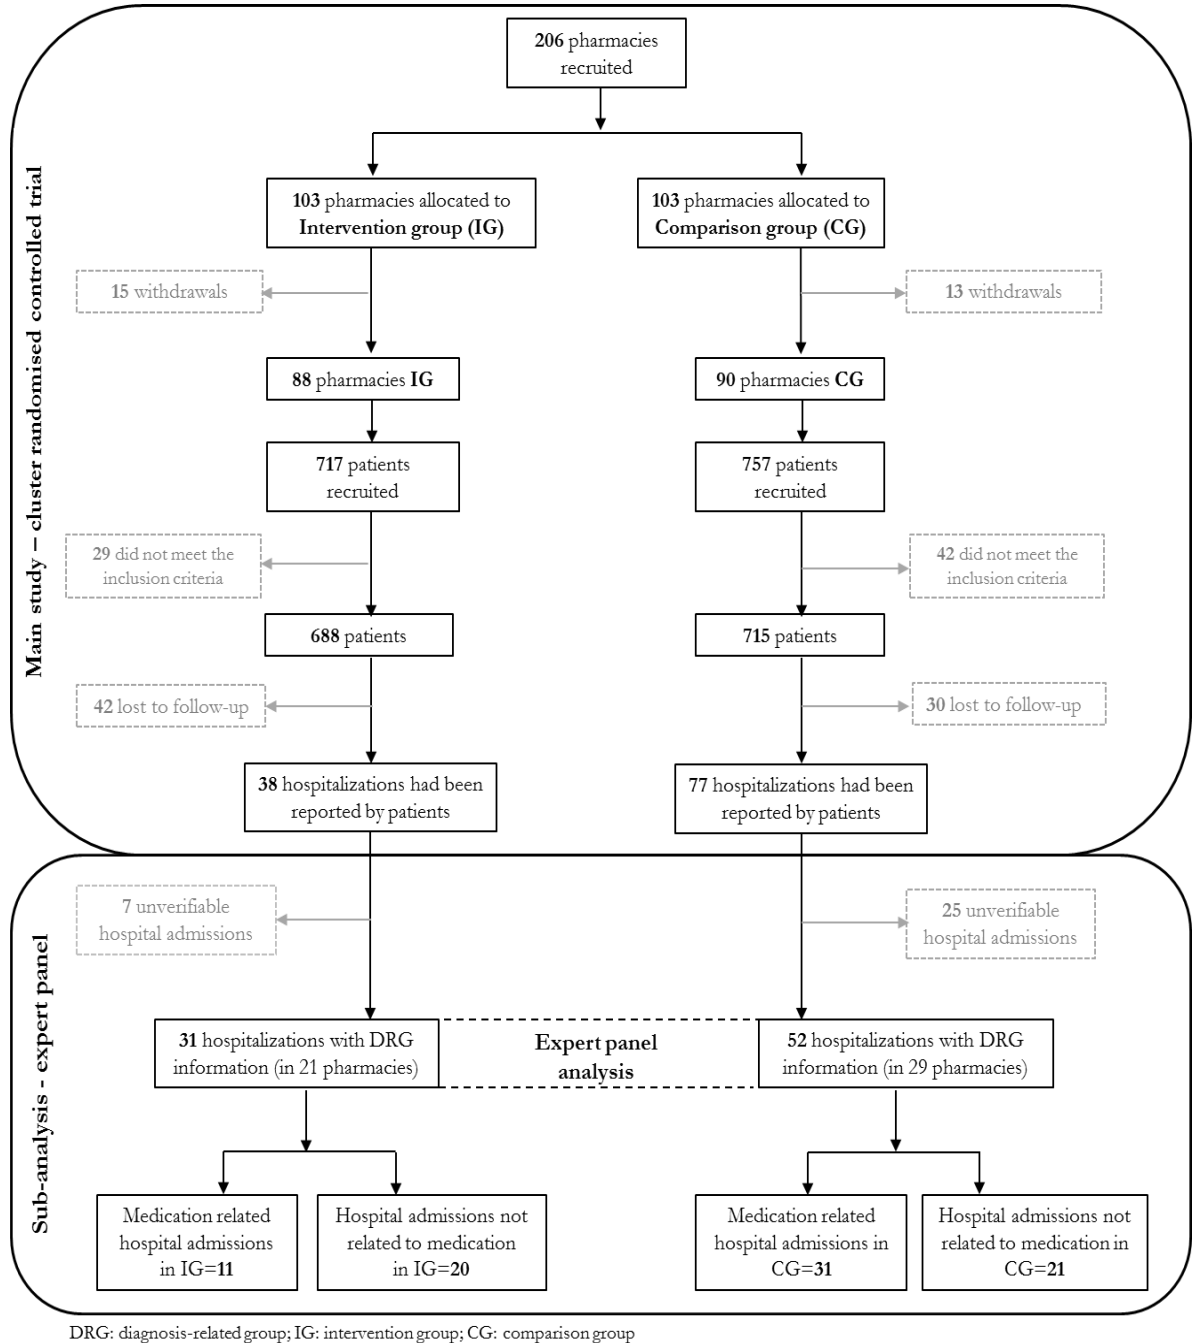 206 pharmacies
recruited
Main study – cluster randomised controlled trial
103 pharmacies allocated to
Intervention group (IG)
103 pharmacies allocated to
Comparison group (CG)
15 withdrawals
13 withdrawals
88 pharmacies IG
90 pharmacies CG
717 patients
recruited
757 patients
recruited
29 did not meet the
inclusion criteria
42 did not meet the
inclusion criteria
688 patients
715 patients
42 lost to follow-up
30 lost to follow-up
38 hospitalizations had been
reported by patients
77 hospitalizations had been
reported by patients
Sub-analysis - expert panel
7 unverifiable
hospital admissions
25 unverifiable
hospital admissions
31 hospitalizations with DRG
information (in 21 pharmacies)
Expert panel
analysis
52 hospitalizations with DRG
information (in 29 pharmacies)
Medication related
hospital admissions
in IG=11
Hospital admissions not
related to medication
in IG=20
Medication related
hospital admissions in
CG=31
Hospital admissions not
related to medication in
CG=21
DRG: diagnosis-related group; IG: intervention group; CG: comparison group